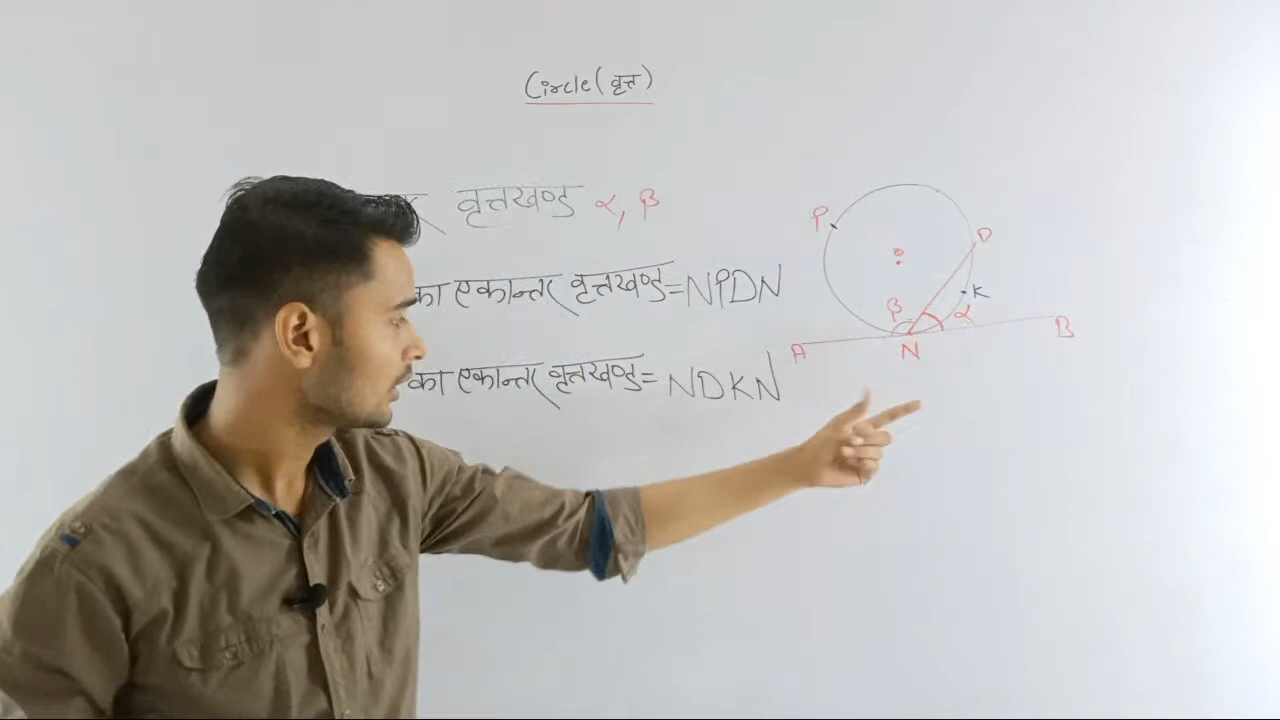 Circle (वृत्त)
वृत्तखण्ड α, β
का एकान्तर वृत्तखण्ड = NPDN
का एकान्तर वृत्तखण्ड = NDKN
P
D
K
β
α
A
N
B